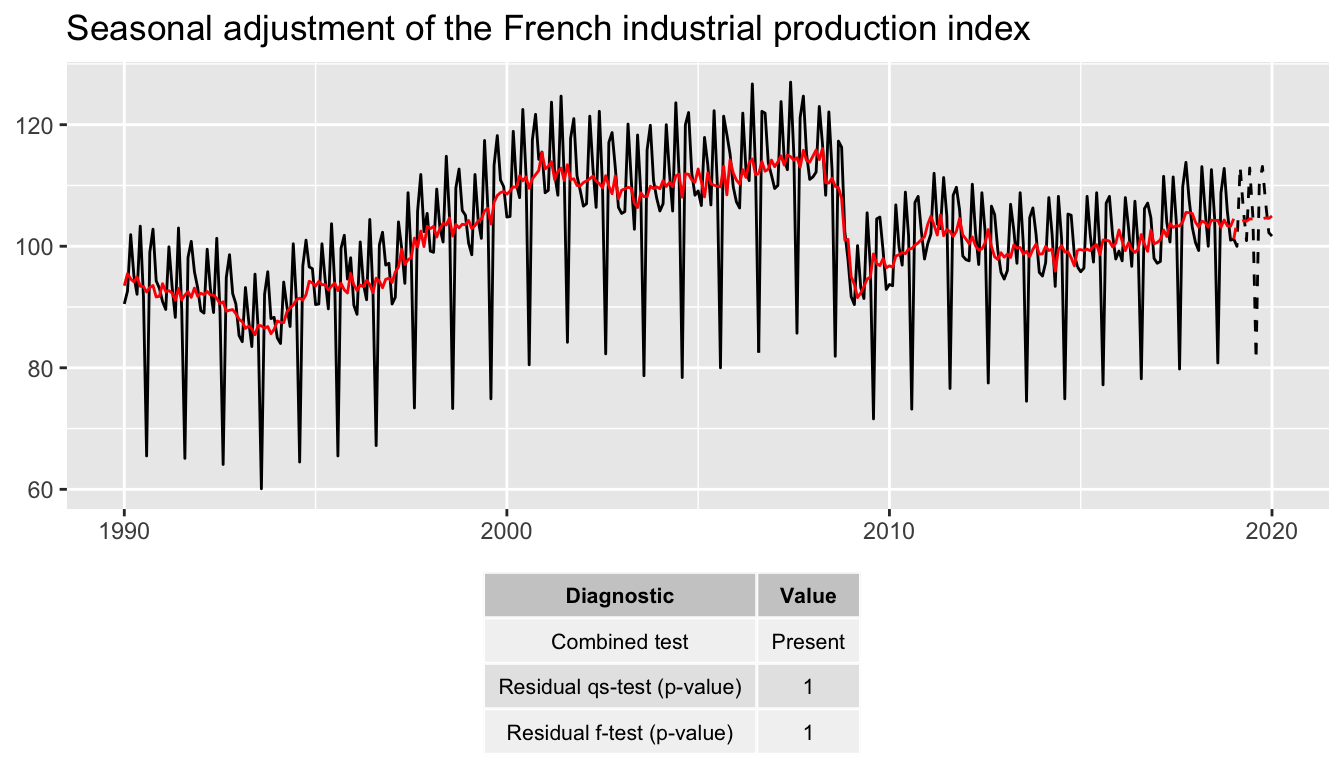 Seasonal adjustment of the French industrial production index
120
100
80
60
1990 2000 2010 2020
Diagnostic Value
Combined test Present
Residual qs-test (p-value) 1
Residual f-test (p-value) 1